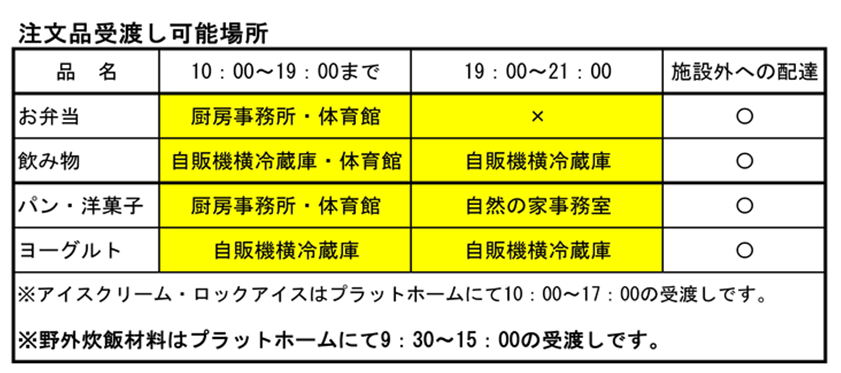 注文品受渡し可能場所
品　名 10：00～19：00まで 19：00～21：00 施設外への配達
お弁当 厨房事務所・体育館 × ○
飲み物 自販機横冷蔵庫・体育館 自販機横冷蔵庫 ○
パン・洋菓子 厨房事務所・体育館 自然の家事務室 ○
ヨーグルト 自販機横冷蔵庫 自販機横冷蔵庫 ○
※アイスクリーム・ロックアイスはプラットホームにて10：00～17：00の受渡しです。
※野外炊飯材料はプラットホームにて9：30～15：00の受渡しです。